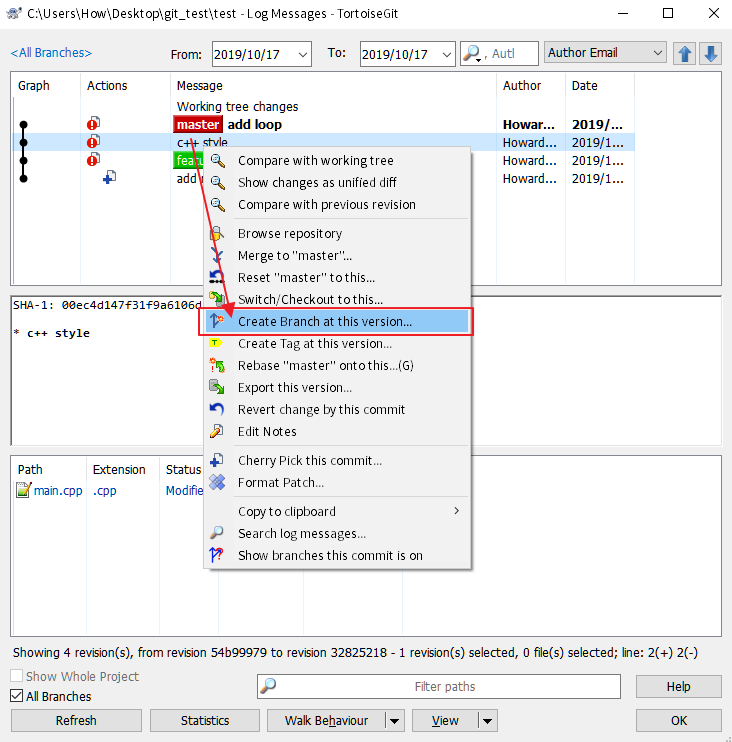 C:\Users\How\Desktop\git_test\test - Log Messages - TortoiseGit
<All Branches> From: 2019/10/17 To: 2019/10/17 , Autl Author Email
Graph Actions Message Author Date
Working tree changes
master add loop Howar... 2019/...
c++ style Howard... 2019/1...
Howard... 2019/1...
add Howard... 2019/1...
Compare with working tree
Show changes as unified diff
Compare with previous revision
Browse repository
Merge to "master"...
Reset "master" to this...
Switch/Checkout to this...
Create Branch at this version...
Create Tag at this version...
Rebase "master" onto this...(G)
Export this version...
Revert change by this commit
Edit Notes
Cherry Pick this commit...
Format Patch...
Copy to clipboard
Search log messages...
Show branches this commit is on
SHA-1: 00ec4d147f31f9a6106d
* c++ style
Path Extension Status
main.cpp .cpp Modifie
Showing 4 revision(s), from revision 54b99979 to revision 32825218 - 1 revision(s) selected, 0 file(s) selected; line: 2(+) 2(-)
Show Whole Project
All Branches
Filter paths
Help
Refresh Statistics Walk Behaviour View OK